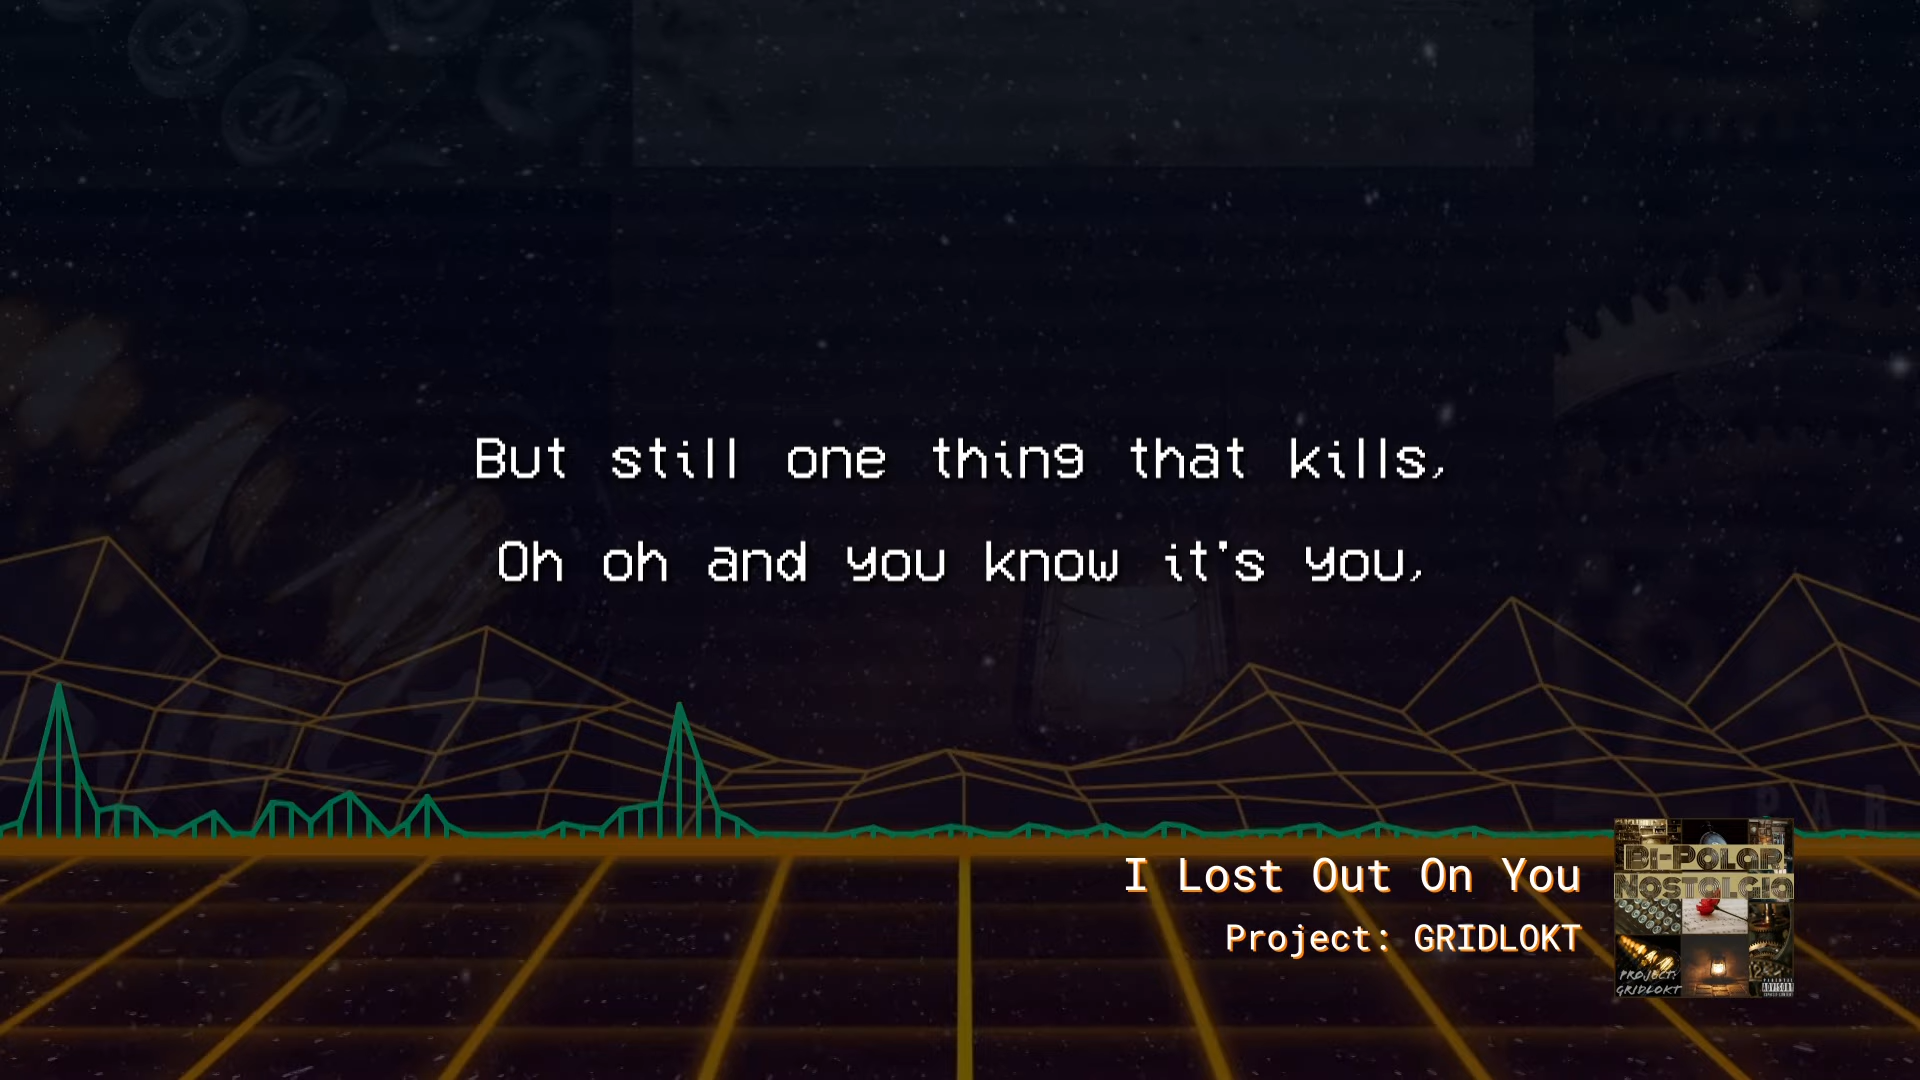 But still one thing that kills,
Oh oh and you know it's you,
I Lost Out On You
Project: GRIDLOKT
Bi-Polar
Nostalgia
PROJECT:
GRIDLOKT
ADVISORY